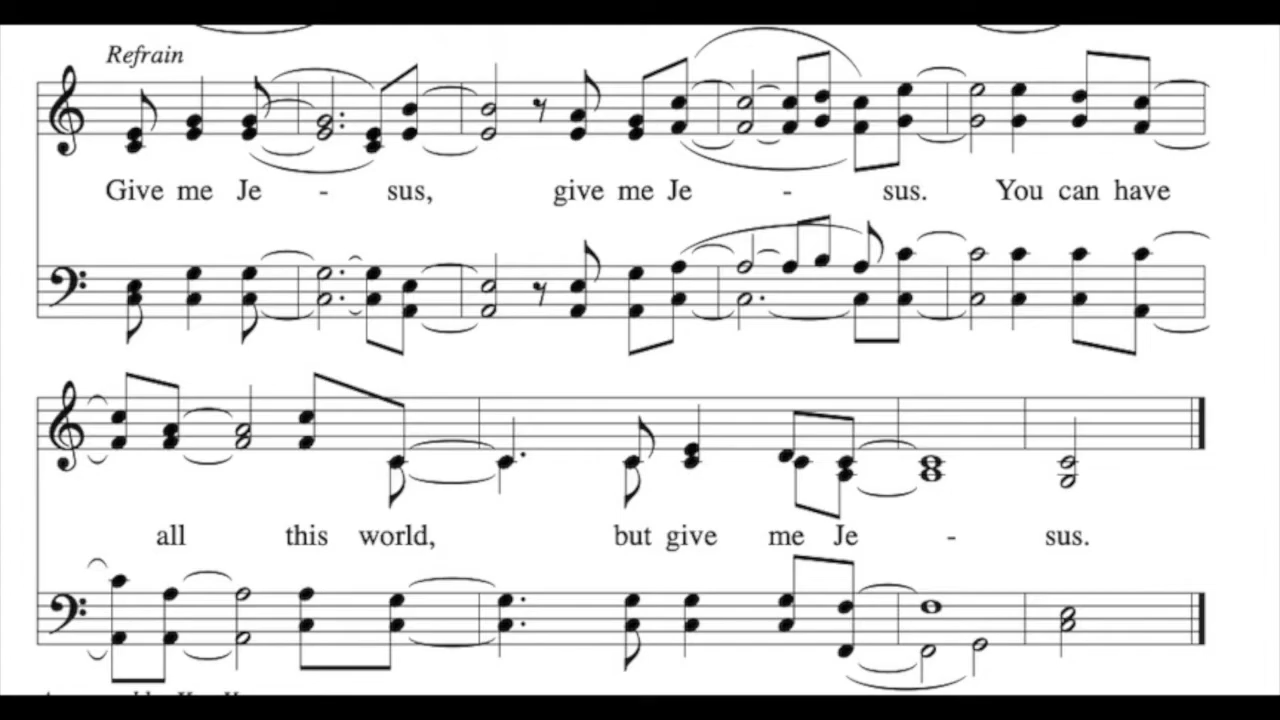 Refrain
Give me Je - sus, give me Je - sus. You can have
all this world, but give me Je - sus.